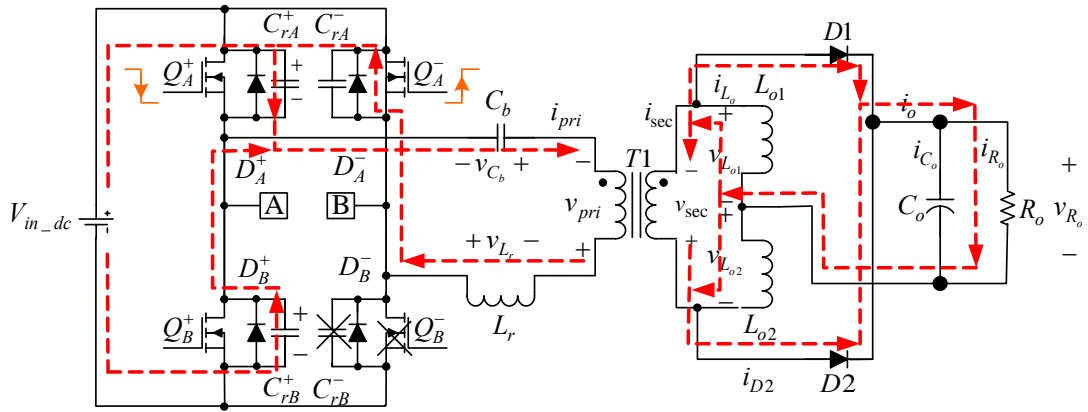 C_{rA}^+ C_{rA}^- D1
Q_A^+ + − Q_A^-
C_b i_{pri} i_{sec} i_{L_o} L_{o1} i_o
+ −
D_A^+ D_A^- − v_{C_b} + − T1 − v_{L_{o1}} i_{C_o} i_{R_o} +
V_{in\_dc} + A B v_{pri} v_{sec} − + C_o R_o v_{R_o}
+ v_{L_r} − + + v_{L_{o2}} −
D_B^+ D_B^- L_r − L_{o2}
Q_B^+ + − Q_B^-
C_{rB}^+ C_{rB}^- i_{D2} D2